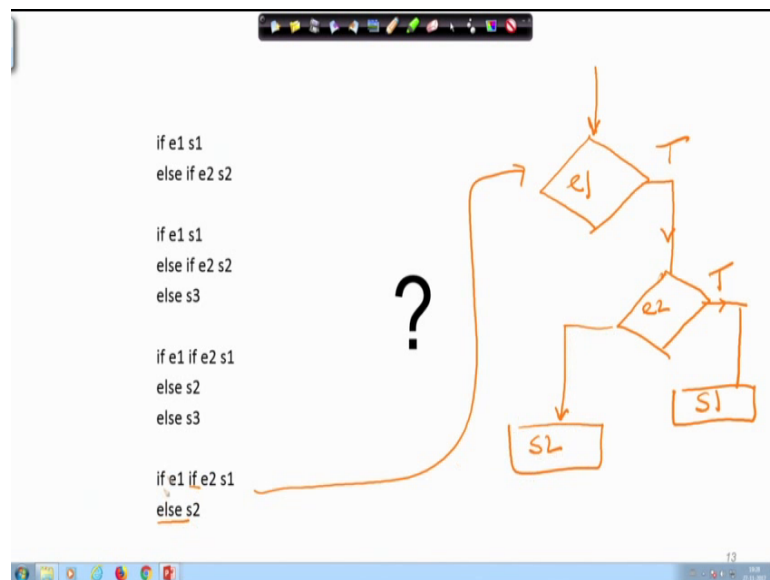 if e1 s1
else if e2 s2
if e1 s1
else if e2 s2
else s3
if e1 if e2 s1
else s2
else s3
if e1 if e2 s1
else s2
?
e1
T
e2
T
S1
S2
13